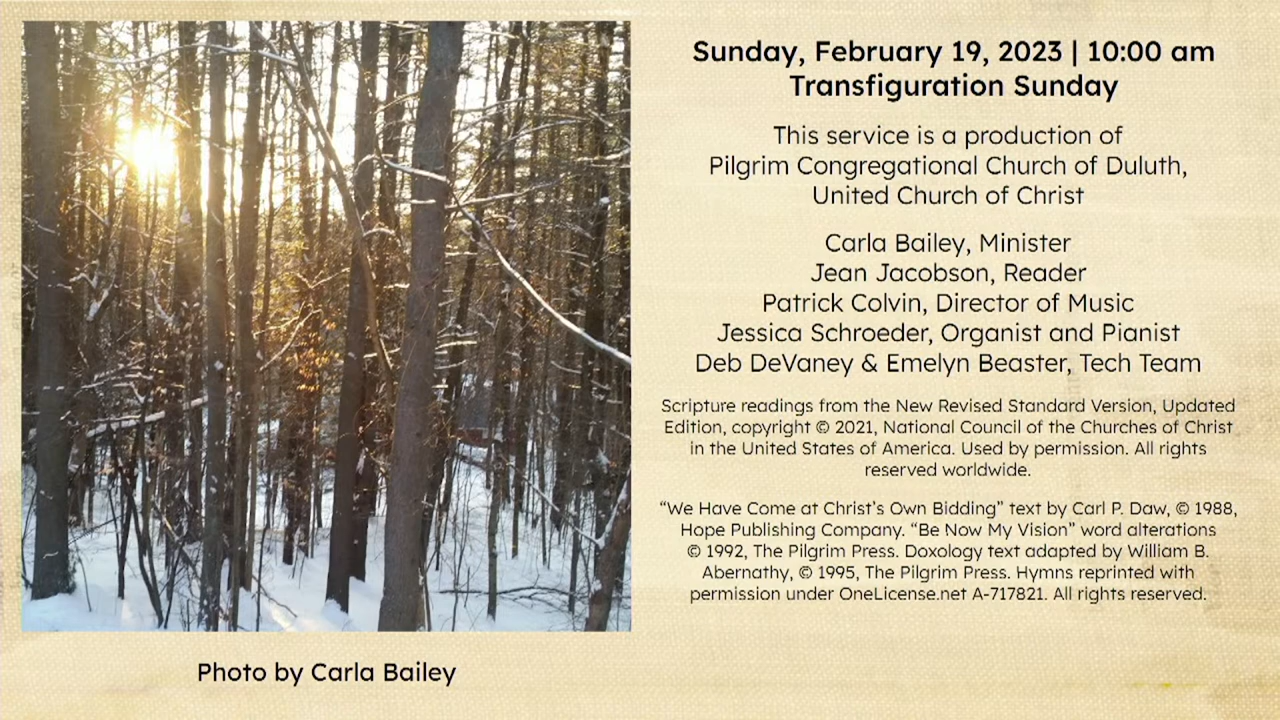 Sunday, February 19, 2023 | 10:00 am
Transfiguration Sunday
This service is a production of
Pilgrim Congregational Church of Duluth,
United Church of Christ
Carla Bailey, Minister
Jean Jacobson, Reader
Patrick Colvin, Director of Music
Jessica Schroeder, Organist and Pianist
Deb DeVaney & Emelyn Beaster, Tech Team
Scripture readings from the New Revised Standard Version, Updated
Edition, copyright © 2021, National Council of the Churches of Christ
in the United States of America. Used by permission. All rights
reserved worldwide.
“We Have Come at Christ’s Own Bidding” text by Carl P. Daw, © 1988,
Hope Publishing Company. “Be Now My Vision” word alterations
© 1992, The Pilgrim Press. Doxology text adapted by William B.
Abernathy, © 1995, The Pilgrim Press. Hymns reprinted with
permission under OneLicense.net A-717821. All rights reserved.
Photo by Carla Bailey